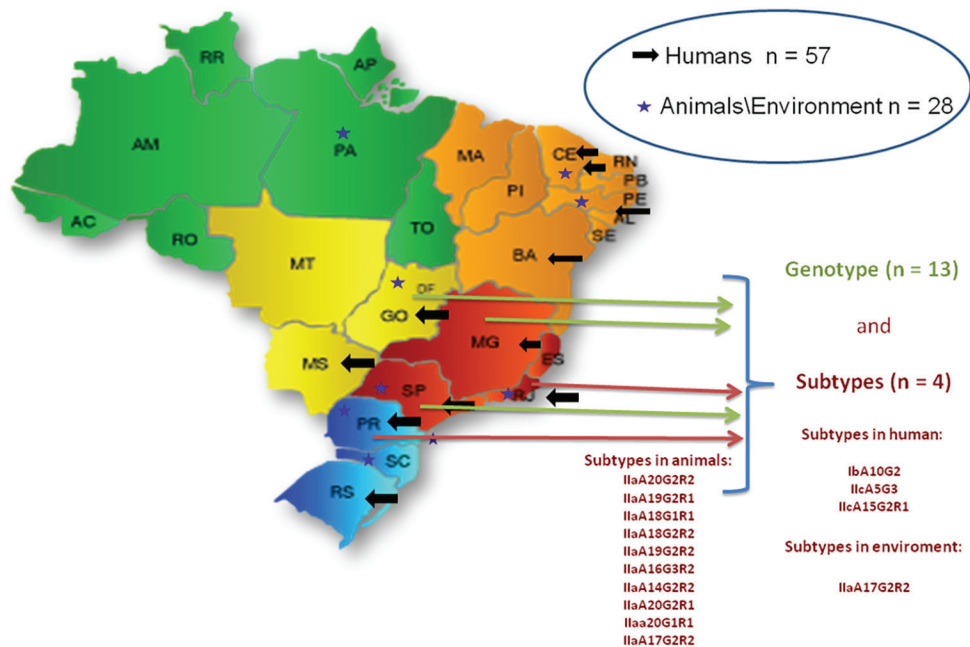 Humans n = 57
Animals\Environment n = 28
RR
AP
AM
PA
MA
CE
RN
PI
PB
PE
AL
SE
AC
RO
TO
BA
MT
DF
GO
Genotype (n = 13)
and
Subtypes (n = 4)
MG
ES
MS
SP
RJ
PR
SC
RS
Subtypes in animals:
IIaA20G2R2
IIaA19G2R1
IIaA18G1R1
IIaA18G2R2
IIaA19G2R2
IIaA16G3R2
IIaA14G2R2
IIaA20G2R1
IIaa20G1R1
IIaA17G2R2
Subtypes in human:
IbA10G2
IIcA5G3
IIcA15G2R1
Subtypes in enviroment:
IIaA17G2R2